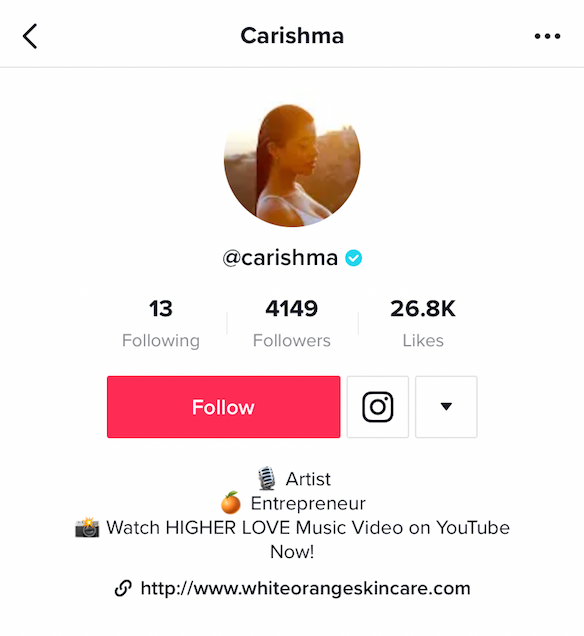 Carishma
@carishma
13 4149 26.8K
Following Followers Likes
Follow
🎙️ Artist
🍊 Entrepreneur
📸 Watch HIGHER LOVE Music Video on YouTube
Now!
http://www.whiteorangeskincare.com